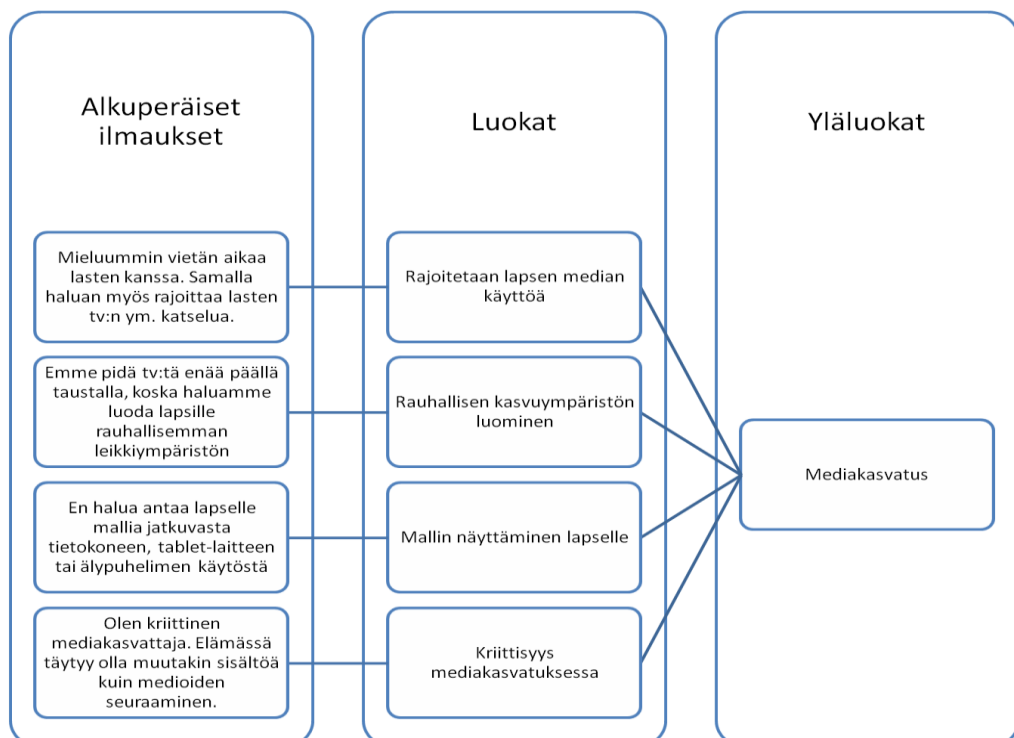 Alkuperäiset
ilmaukset
Luokat
Yläluokat
Mieluummin vietän aikaa
lasten kanssa. Samalla
haluan myös rajoittaa lasten
tv:n ym. katselua.
Rajoitetaan lapsen median
käyttöä
Emme pidä tv:tä enää päällä
taustalla, koska haluamme
luoda lapsille
rauhallisemman
leikkiympäristön
Rauhallisen kasvuympäristön
luominen
Mediakasvatus
En halua antaa lapselle
mallia jatkuvasta
tietokoneen, tablet-laitteen
tai älypuhelimen käytöstä
Mallin näyttäminen lapselle
Olen kriittinen
mediakasvattaja. Elämässä
täytyy olla muutakin sisältöä
kuin medioiden
seuraaminen.
Kriittisyys
mediakasvatuksessa